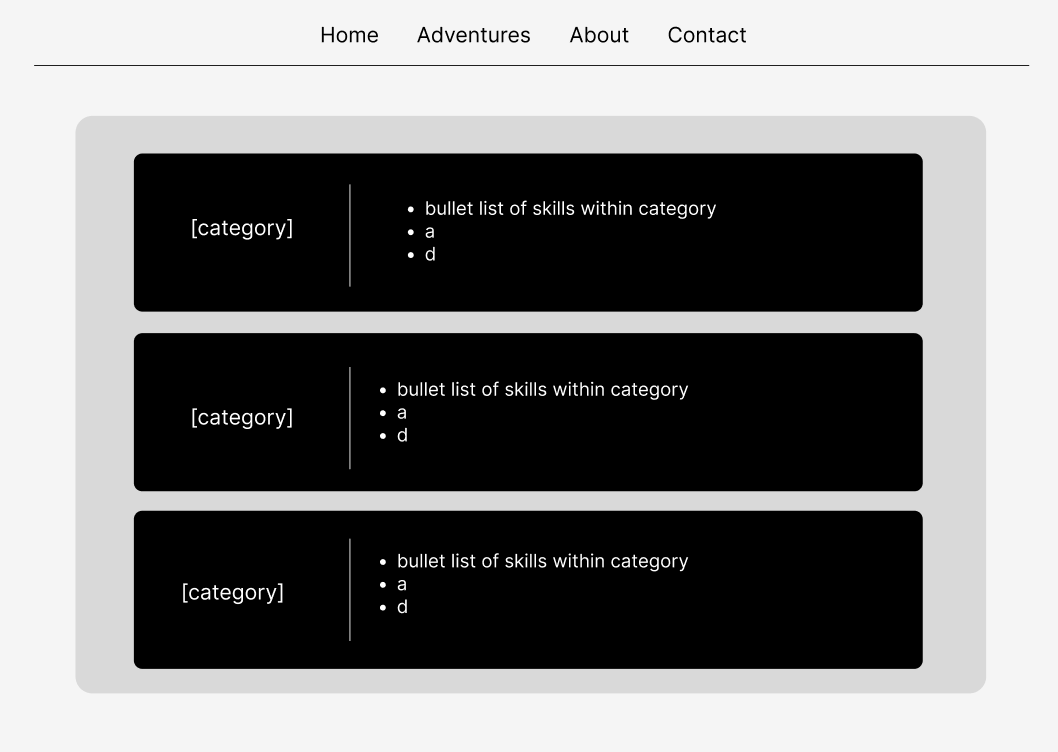 Home Adventures About Contact
[category]
• bullet list of skills within category
• a
• d
[category]
• bullet list of skills within category
• a
• d
[category]
• bullet list of skills within category
• a
• d